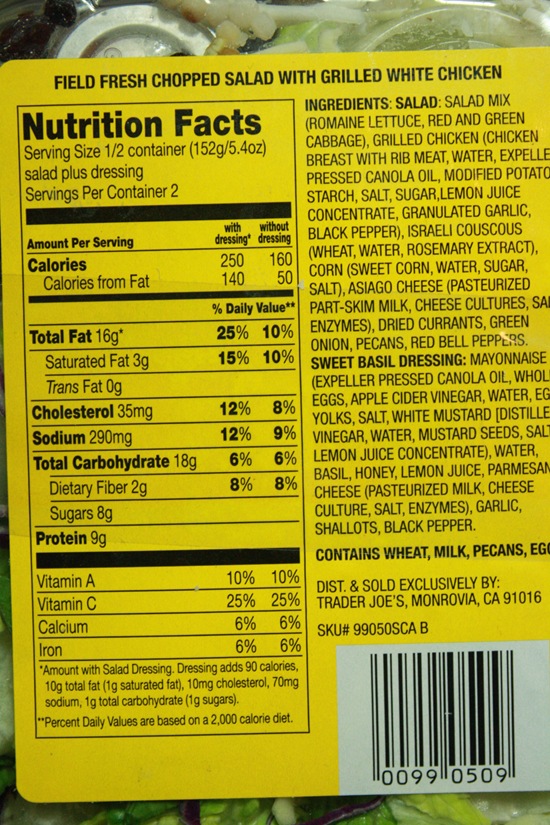 FIELD FRESH CHOPPED SALAD WITH GRILLED WHITE CHICKEN
Nutrition Facts
Serving Size 1/2 container (152g/5.4oz)
salad plus dressing
Servings Per Container 2
with without
Amount Per Serving dressing* dressing
Calories 250 160
Calories from Fat 140 50
% Daily Value**
Total Fat 16g* 25% 10%
Saturated Fat 3g 15% 10%
Trans Fat 0g
Cholesterol 35mg 12% 8%
Sodium 290mg 12% 9%
Total Carbohydrate 18g 6% 6%
Dietary Fiber 2g 8% 8%
Sugars 8g
Protein 9g
Vitamin A 10% 10%
Vitamin C 25% 25%
Calcium 6% 6%
Iron 6% 6%
*Amount with Salad Dressing. Dressing adds 90 calories,
10g total fat (1g saturated fat), 10mg cholesterol, 70mg
sodium, 1g total carbohydrate (1g sugars).
**Percent Daily Values are based on a 2,000 calorie diet.
INGREDIENTS: SALAD: SALAD MIX
(ROMAINE LETTUCE, RED AND GREEN
CABBAGE), GRILLED CHICKEN (CHICKEN
BREAST WITH RIB MEAT, WATER, EXPELLE
PRESSED CANOLA OIL, MODIFIED POTATO
STARCH, SALT, SUGAR,LEMON JUICE
CONCENTRATE, GRANULATED GARLIC,
BLACK PEPPER), ISRAELI COUSCOUS
(WHEAT, WATER, ROSEMARY EXTRACT),
CORN (SWEET CORN, WATER, SUGAR,
SALT), ASIAGO CHEESE (PASTEURIZED
PART-SKIM MILK, CHEESE CULTURES, SA
ENZYMES), DRIED CURRANTS, GREEN
ONION, PECANS, RED BELL PEPPERS.
SWEET BASIL DRESSING: MAYONNAISE
(EXPELLER PRESSED CANOLA OIL, WHOL
EGGS, APPLE CIDER VINEGAR, WATER, EG
YOLKS, SALT, WHITE MUSTARD [DISTILLE
VINEGAR, WATER, MUSTARD SEEDS, SALT
LEMON JUICE CONCENTRATE), WATER,
BASIL, HONEY, LEMON JUICE, PARMESAN
CHEESE (PASTEURIZED MILK, CHEESE
CULTURE, SALT, ENZYMES), GARLIC,
SHALLOTS, BLACK PEPPER.
CONTAINS WHEAT, MILK, PECANS, EGG
DIST. & SOLD EXCLUSIVELY BY:
TRADER JOE'S, MONROVIA, CA 91016
SKU# 99050SCA B
0099 0509